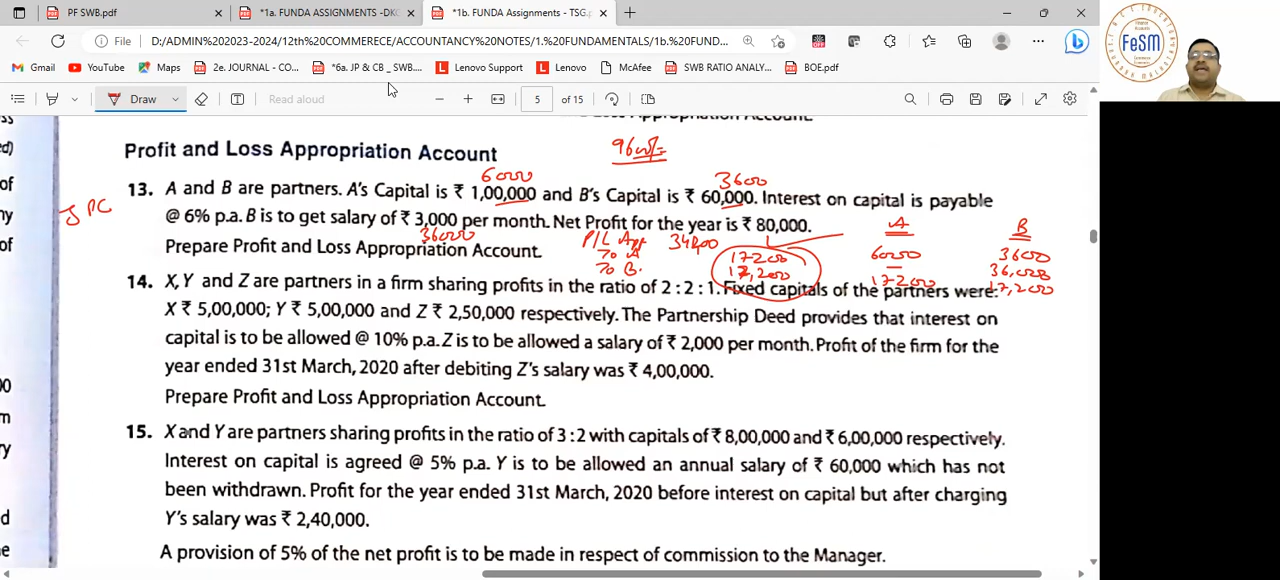 PF SWB.pdf
*1a. FUNDA ASSIGNMENTS -DKG
*1b. FUNDA Assignments - TSG.p
File
D:/ADMIN%202023-2024/12th%20COMMERECE/ACCOUNTANCE%20NOTES/1.%20FUNDAMENTALS/1b.%20FUND...
Gmail YouTube Maps 2e. JOURNAL - CO... *6a. JP & B _ SWB.... Lenovo Support Lenovo McAfee SWB RATIO ANALY... BOE.pdf
Draw Read aloud 5 of 15
FeSM
Profit and Loss Appropriation Account
9600/-
6000 3600
13. A and B are partners. A's Capital is ₹ 1,00,000 and B's Capital is ₹ 60,000. Interest on capital is payable
@ 6% p.a. B is to get salary of ₹ 3,000 per month. Net Profit for the year is ₹ 80,000.
36000
Prepare Profit and Loss Appropriation Account.
P/L App 34400
To A 17200
To B. 17,200
A B
6000 3600
— 36,000
17200 17,200
14. X, Y and Z are partners in a firm sharing profits in the ratio of 2 : 2 : 1. Fixed capitals of the partners were:
X ₹ 5,00,000; Y ₹ 5,00,000 and Z ₹ 2,50,000 respectively. The Partnership Deed provides that interest on
capital is to be allowed @ 10% p.a. Z is to be allowed a salary of ₹ 2,000 per month. Profit of the firm for the
year ended 31st March, 2020 after debiting Z's salary was ₹ 4,00,000.
Prepare Profit and Loss Appropriation Account.
15. X and Y are partners sharing profits in the ratio of 3 : 2 with capitals of ₹ 8,00,000 and ₹ 6,00,000 respectively.
Interest on capital is agreed @ 5% p.a. Y is to be allowed an annual salary of ₹ 60,000 which has not
been withdrawn. Profit for the year ended 31st March, 2020 before interest on capital but after charging
Y's salary was ₹ 2,40,000.
A provision of 5% of the net profit is to be made in respect of commission to the Manager.